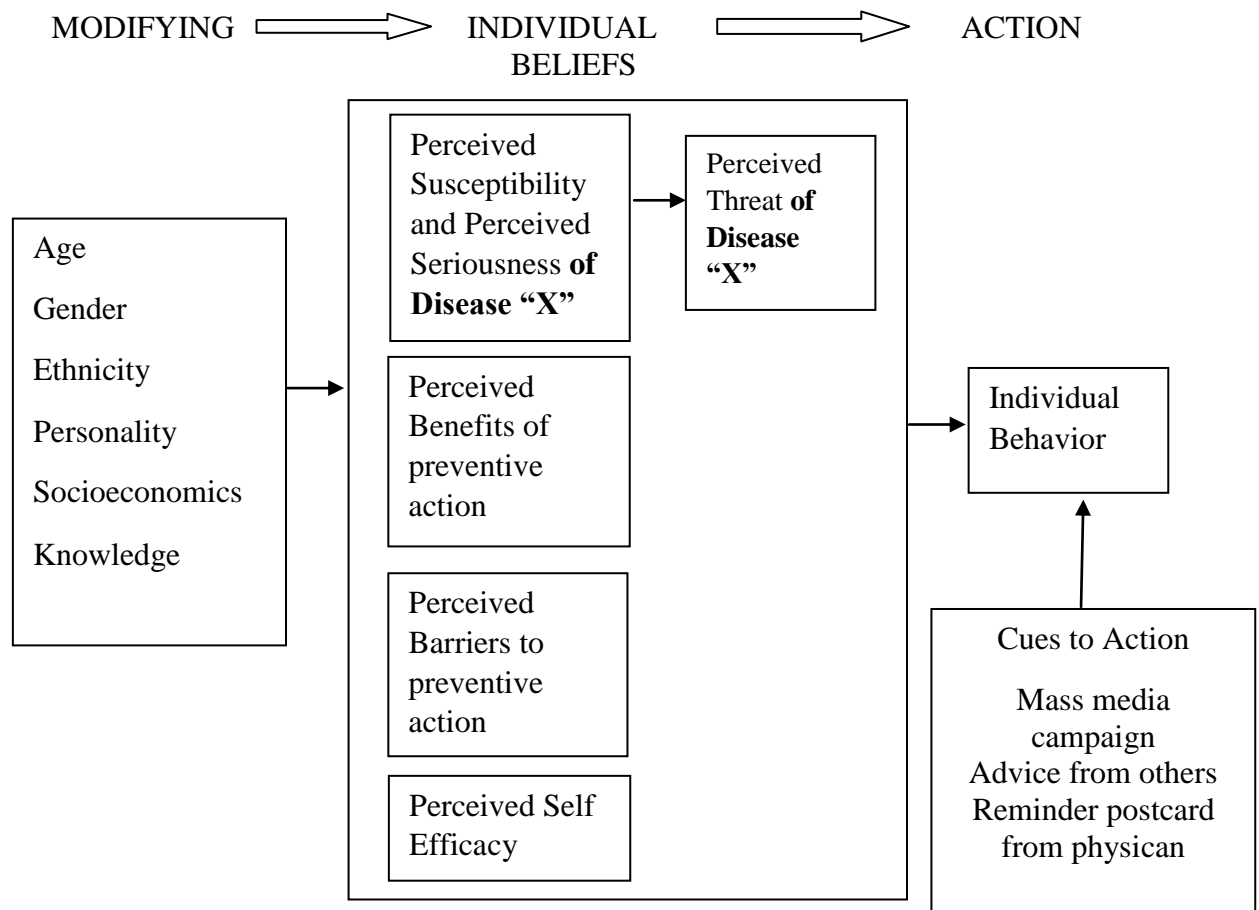 MODIFYING
INDIVIDUAL
BELIEFS
ACTION
Age
Gender
Ethnicity
Personality
Socioeconomics
Knowledge
Perceived
Susceptibility
and Perceived
Seriousness of
Disease “X”
Perceived
Threat of
Disease
“X”
Perceived
Benefits of
preventive
action
Perceived
Barriers to
preventive
action
Perceived Self
Efficacy
Individual
Behavior
Cues to Action
Mass media
campaign
Advice from others
Reminder postcard
from physican